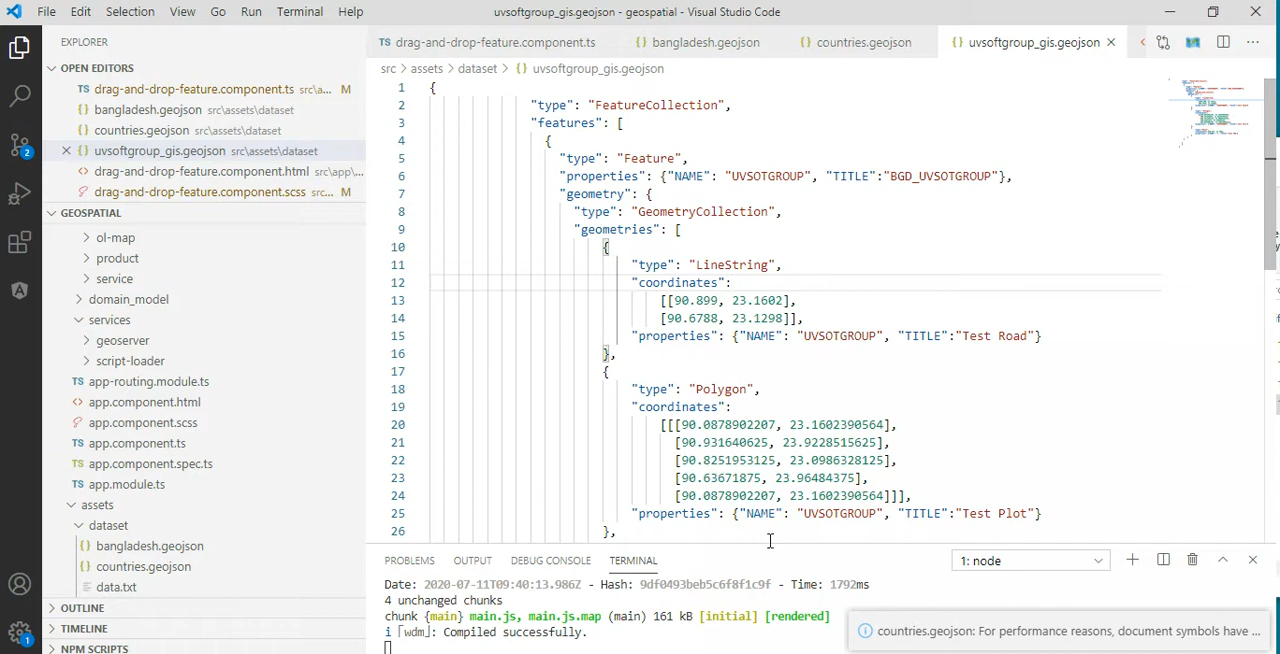 File Edit Selection View Go Run Terminal Help
uvsoftgroup_gis.geojson - geospatial - Visual Studio Code
EXPLORER
OPEN EDITORS
TS drag-and-drop-feature.component.ts src\a... M
{} bangladesh.geojson src\assets\dataset
{} countries.geojson src\assets\dataset
{} uvsoftgroup_gis.geojson src\assets\dataset
<> drag-and-drop-feature.component.html src\app\...
drag-and-drop-feature.component.scss src... M
GEOSPATIAL
ol-map
product
service
domain_model
services
geoserver
script-loader
TS app-routing.module.ts
<> app.component.html
app.component.scss
TS app.component.ts
TS app.component.spec.ts
TS app.module.ts
assets
dataset
{} bangladesh.geojson
{} countries.geojson
data.txt
OUTLINE
TIMELINE
NPM SCRIPTS
2
1
TS drag-and-drop-feature.component.ts
{} bangladesh.geojson
{} countries.geojson
{} uvsoftgroup_gis.geojson
src > assets > dataset > {} uvsoftgroup_gis.geojson
1 {
2 "type": "FeatureCollection",
3 "features": [
4 {
5 "type": "Feature",
6 "properties": {"NAME": "UVSOTGROUP", "TITLE":"BGD_UVSOTGROUP"},
7 "geometry": {
8 "type": "GeometryCollection",
9 "geometries": [
10 {
11 "type": "LineString",
12 "coordinates":
13 [[90.899, 23.1602],
14 [90.6788, 23.1298]],
15 "properties": {"NAME": "UVSOTGROUP", "TITLE":"Test Road"}
16 },
17 {
18 "type": "Polygon",
19 "coordinates":
20 [[[90.0878902207, 23.1602390564],
21 [90.931640625, 23.9228515625],
22 [90.8251953125, 23.0986328125],
23 [90.63671875, 23.96484375],
24 [90.0878902207, 23.1602390564]]],
25 "properties": {"NAME": "UVSOTGROUP", "TITLE":"Test Plot"}
26 },
PROBLEMS OUTPUT DEBUG CONSOLE TERMINAL
1: node
Date: 2020-07-11T09:40:13.986Z - Hash: 9df0493beb5c6f8f1c9f - Time: 1792ms
4 unchanged chunks
chunk {main} main.js, main.js.map (main) 161 kB [initial] [rendered]
i ｢wdm｣: Compiled successfully.
countries.geojson: For performance reasons, document symbols have ...